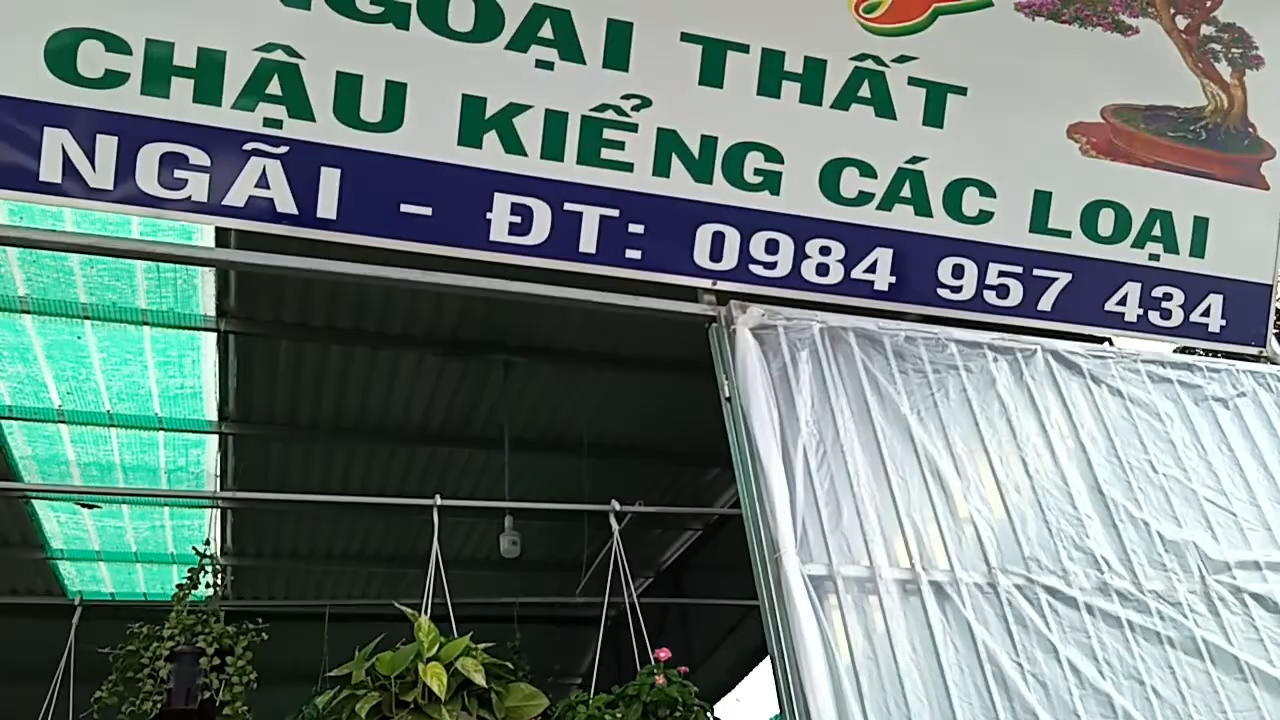 NGOẠI THẤT
CHẬU KIỂNG CÁC LOẠI
NGÃI - ĐT: 0984 957 434